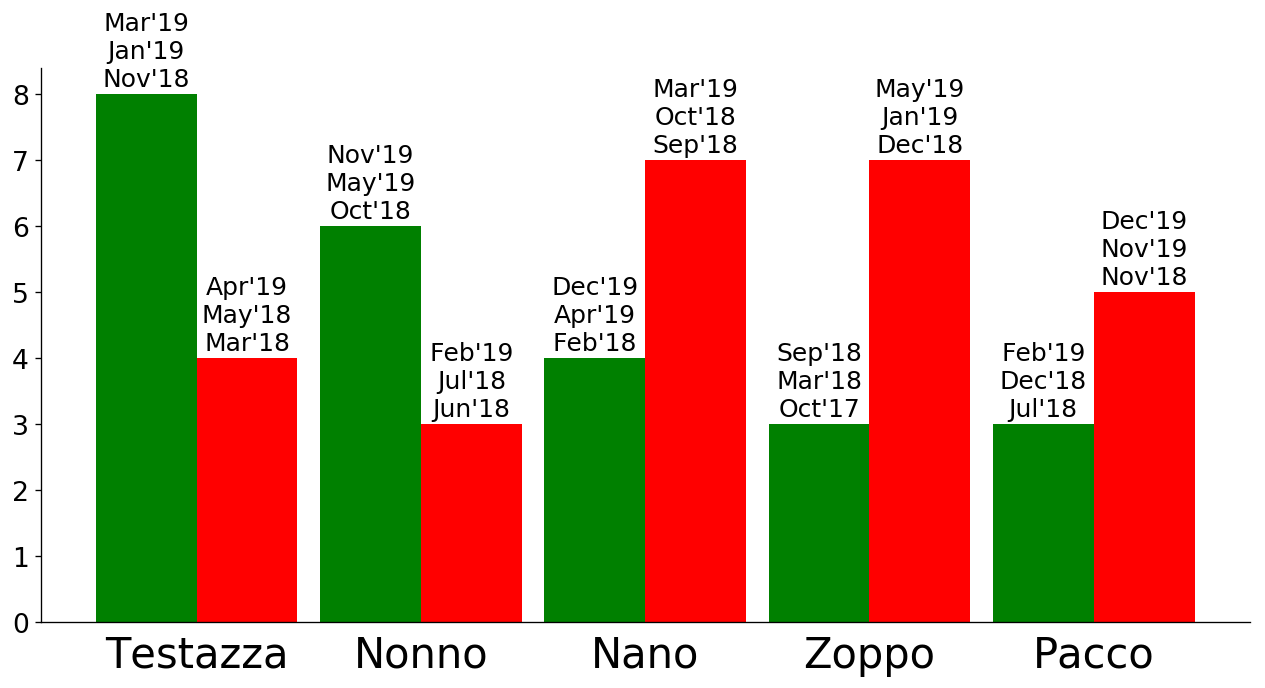 Mar'19
Jan'19
Nov'18
Apr'19
May'18
Mar'18
Nov'19
May'19
Oct'18
Feb'19
Jul'18
Jun'18
Dec'19
Apr'19
Feb'18
Mar'19
Oct'18
Sep'18
Sep'18
Mar'18
Oct'17
May'19
Jan'19
Dec'18
Feb'19
Dec'18
Jul'18
Dec'19
Nov'19
Nov'18
8
7
6
5
4
3
2
1
0
Testazza Nonno Nano Zoppo Pacco